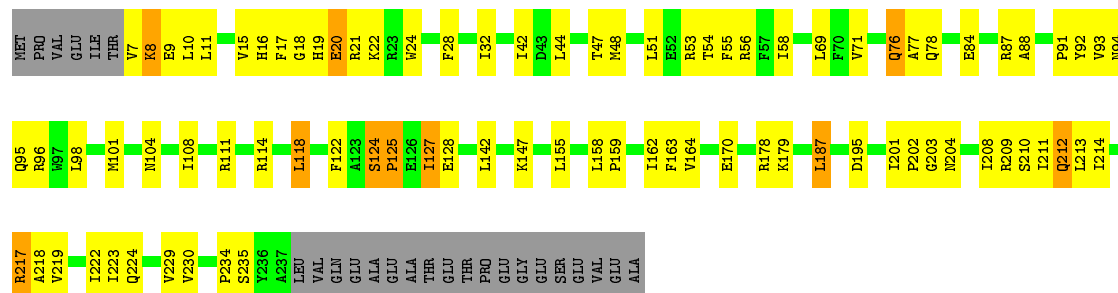 MET PRO VAL GLU ILE THR V7 K8 E9 L10 L11 V15 H16 F17 G18 H19 E20 R21 K22 R23 W24 F28 I32 I42 D43 L44 T47 M48 L51 E52 R53 T54 F55 R56 F57 I58 L69 F70 V71 Q76 A77 Q78 E84 R87 A88 P91 Y92 V93 N94
Q95 R96 W97 L98 M101 N104 I108 R111 R114 L118 F122 A123 S124 P125 E126 I127 E128 L142 K147 L155 L158 P159 I162 F163 V164 E170 R178 K179 L187 D195 I201 P202 G203 N204 I208 R209 S210 I211 Q212 L213 I214
R217 A218 V219 I222 I223 Q224 V229 V230 P234 S235 Y236 A237 LEU VAL GLN GLU ALA GLU ALA THR GLU THR PRO GLU GLY GLU SER GLU VAL GLU ALA